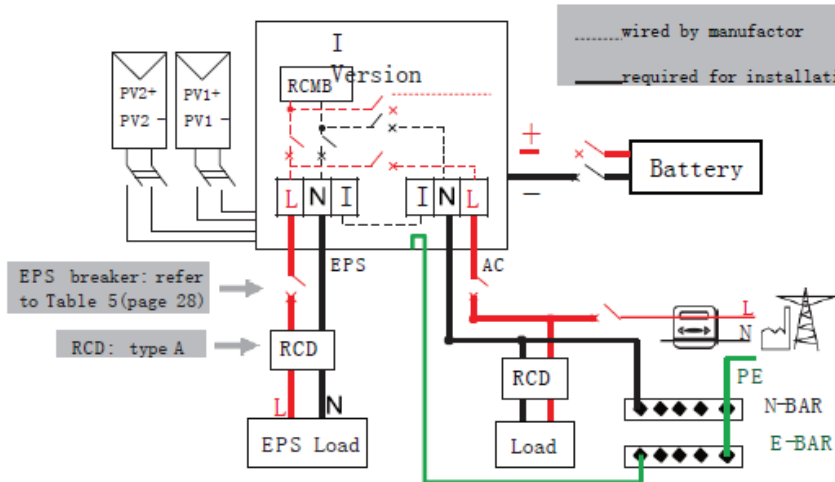 I
Version
wired by manufactor
required for installati
PV2+
PV2 -
PV1+
PV1 -
RCMB
+
-
Battery
L N I
I N L
EPS
AC
EPS breaker: refer
to Table 5(page 28)
RCD: type A
RCD
L
N
EPS Load
RCD
Load
L
N
PE
N-BAR
E-BAR